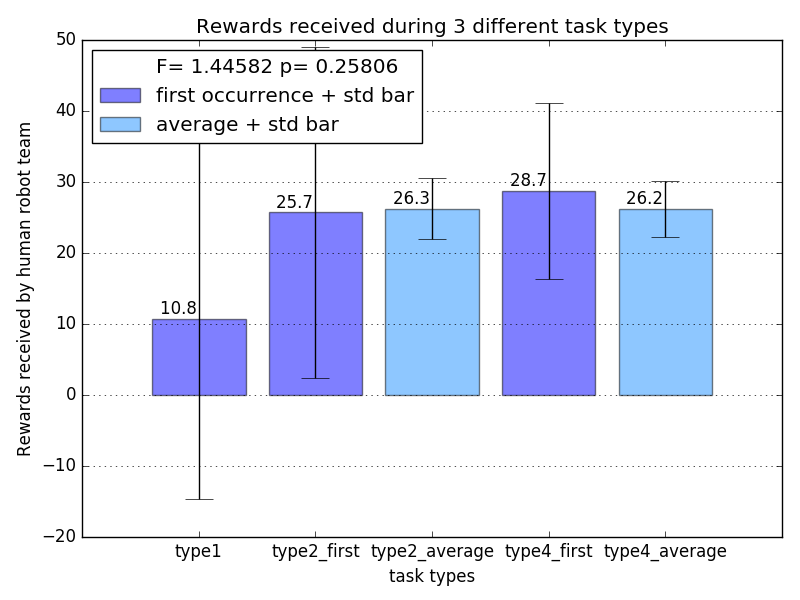 Rewards received during 3 different task types
50
40
30
20
10
0
−10
−20
Rewards received by human robot team
F= 1.44582 p= 0.25806
first occurrence + std bar
average + std bar
10.8
25.7
26.3
28.7
26.2
type1
type2_first
type2_average
type4_first
type4_average
task types